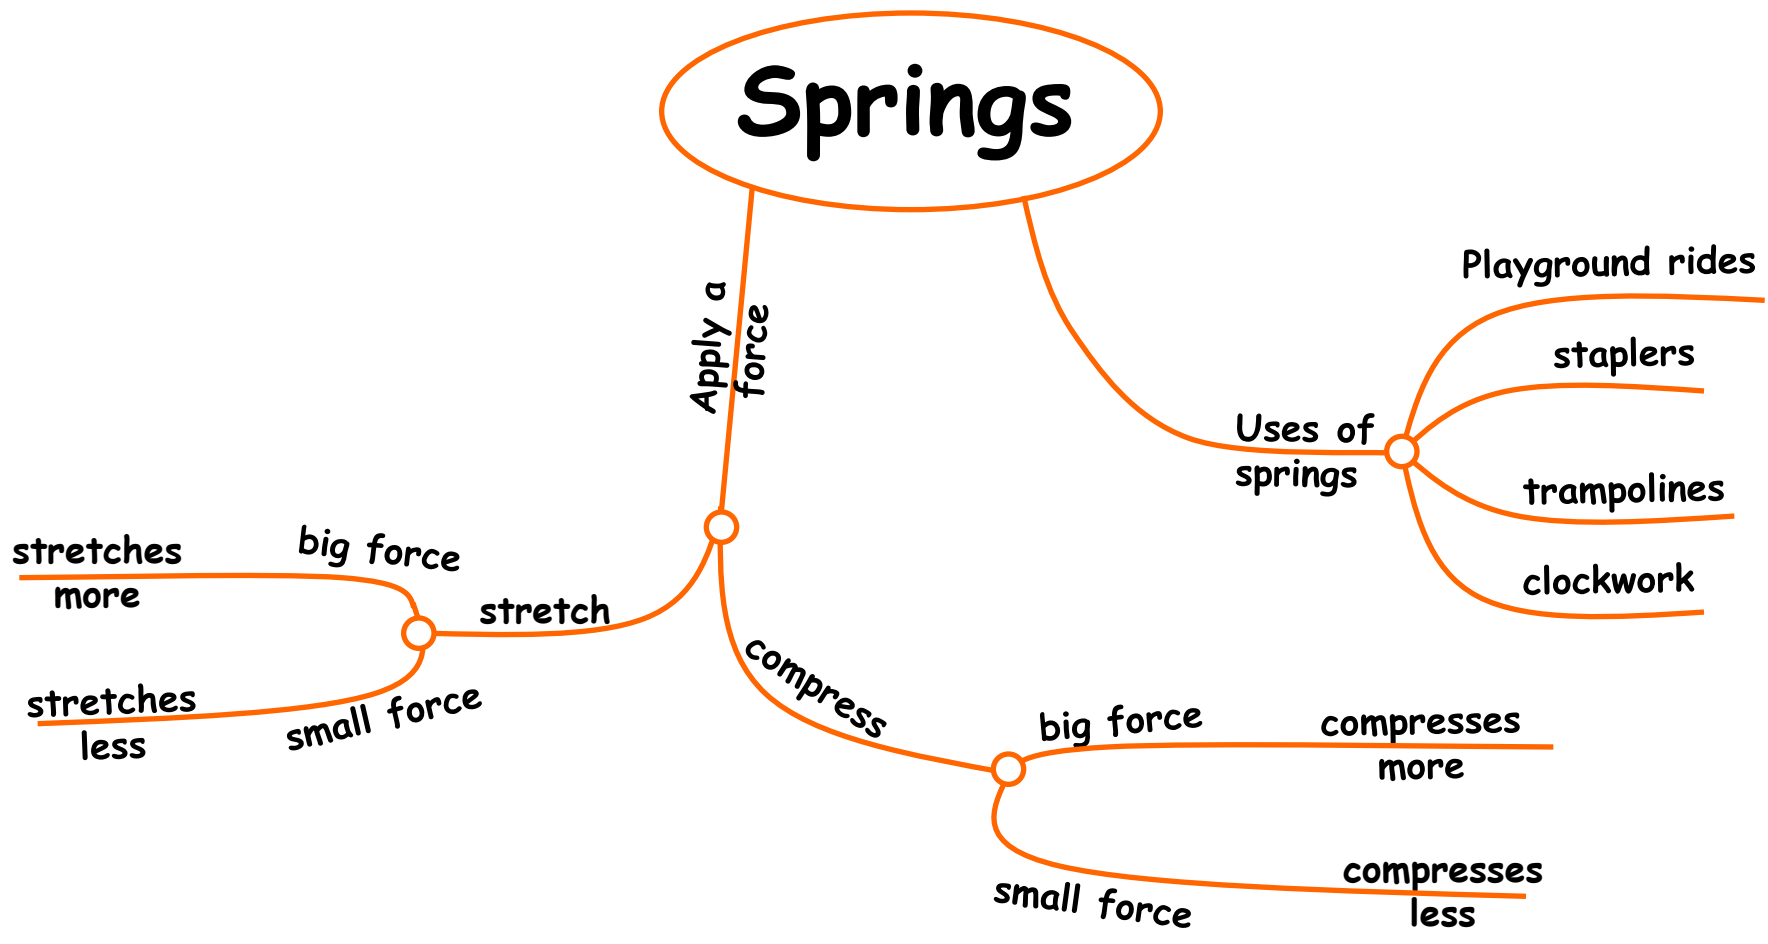 Springs
Apply a
force
stretch
big force
stretches
more
small force
stretches
less
compress
big force
compresses
more
small force
compresses
less
Uses of
springs
Playground rides
staplers
trampolines
clockwork